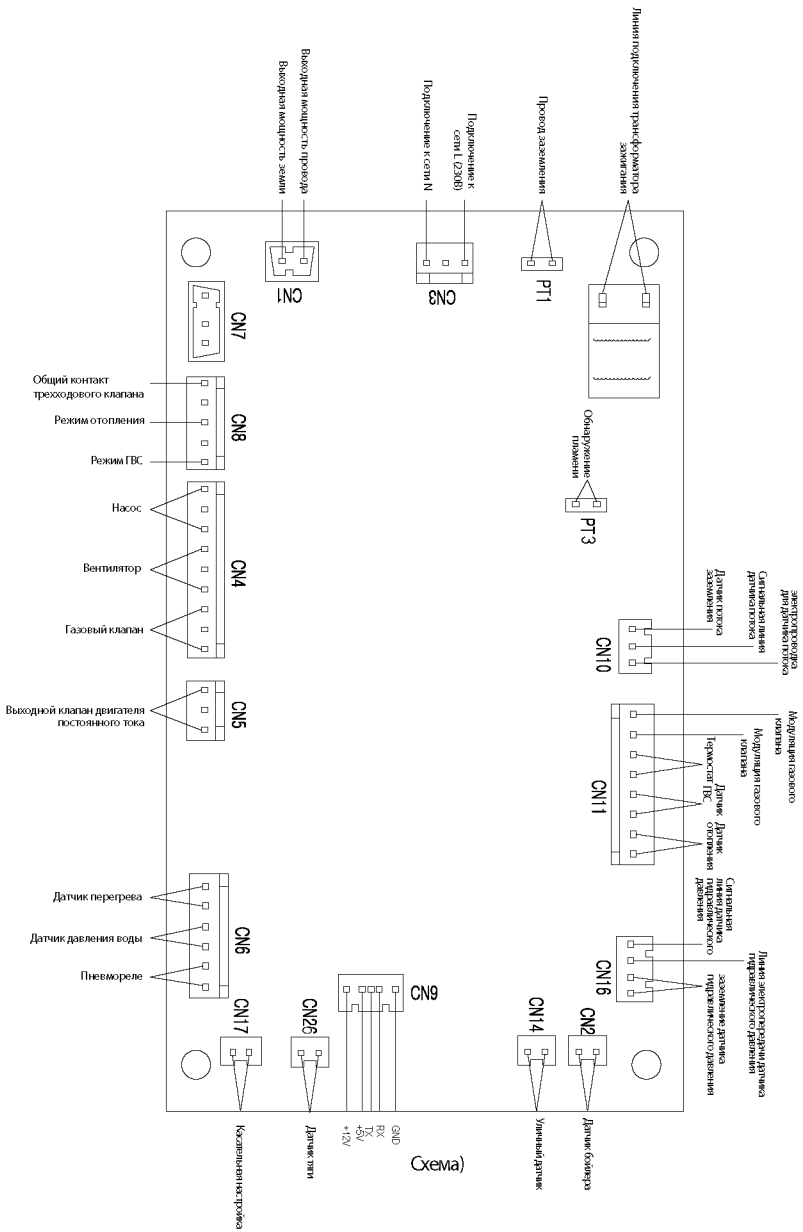 Линия подключения трансформатора
зажигания
Провод заземления
Подключение к
сети L (230В)
Подключение к сети N
Выходная мощность провода
Выходная мощность земли
CN1
CN3
PT1
CN7
Общий контакт
трехходового клапана
Режим отопления
Режим ГВС
CN8
Обнаружение
пламени
PT3
Насос
Вентилятор
Газовый клапан
CN4
Датчик потока
заземления
Сигнальная линия
датчика потока
электропроводка
для датчика потока
CN10
Выходной клапан двигателя
постоянного тока
CN5
Модуляция газового
клапана
Модуляция газового
клапана
Термостат
Датчик
ГВС
Датчик
отопления
CN11
Датчик перегрева
Датчик давления воды
Пневмореле
CN6
Сигнальная
линия датчика
гидравлического
давления
Линия электропередачи датчика
гидравлического давления
заземление датчика
гидравлического давления
CN16
CN9
CN17
CN26
CN14
CN2
+12V
+5V
TX
RX
GND
Касательная настройка
Датчик тяги
Уличный датчик
Датчик бойлера
Схема)